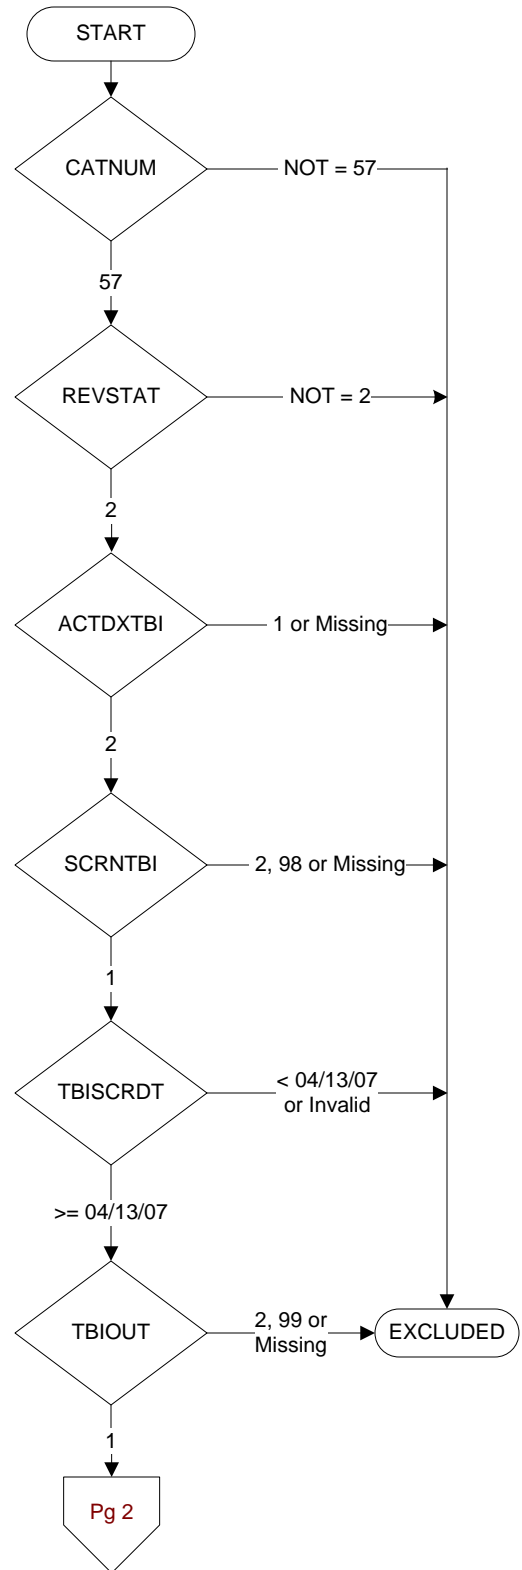 START
CATNUM
NOT = 57
57
REVSTAT
NOT = 2
2
ACTDXTBI
1 or Missing
2
SCRNTBI
2, 98 or Missing
1
TBISCRDT
< 04/13/07
or Invalid
>= 04/13/07
TBIOUT
2, 99 or
Missing
EXCLUDED
1
Pg 2